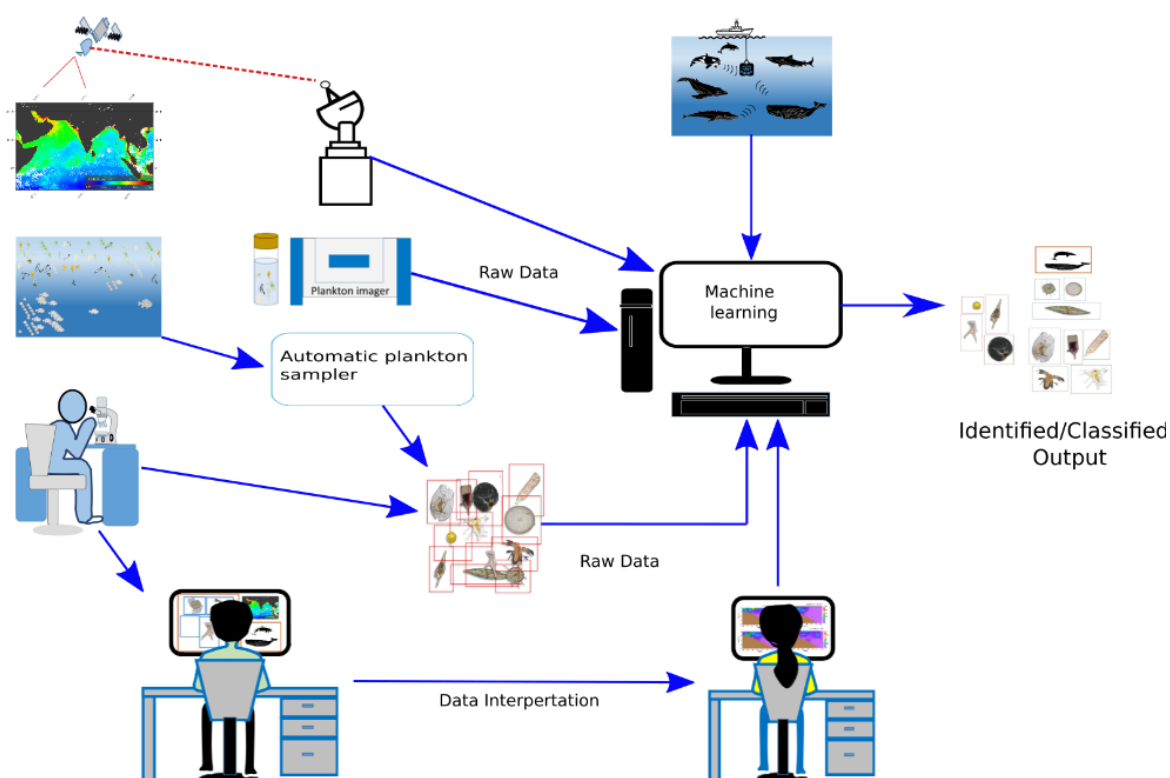 Raw Data
Plankton imager
Machine
learning
Automatic plankton
sampler
Identified/Classified
Output
Raw Data
Data Interpertation